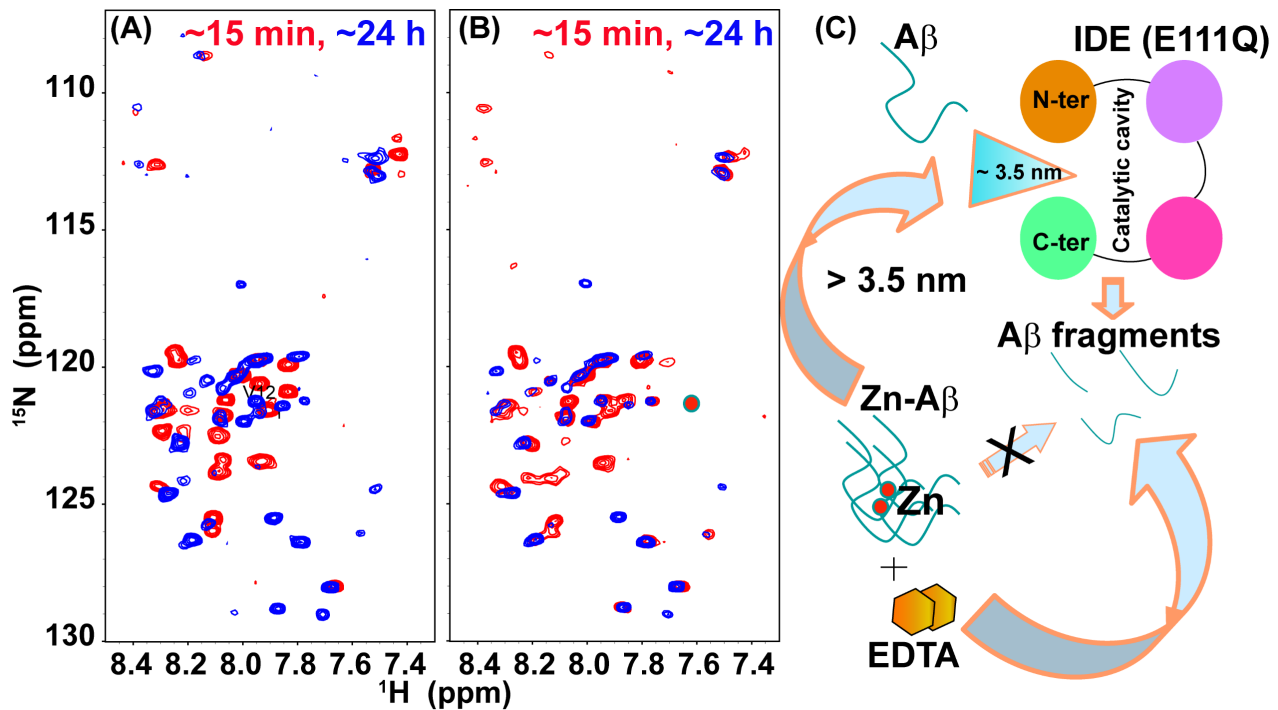 (A) ~15 min, ~24 h
(B) ~15 min, ~24 h
(C)
110
115
120
125
130
¹⁵N (ppm)
V12
8.4 8.2 8.0 7.8 7.6 7.4
8.4 8.2 8.0 7.8 7.6 7.4
¹H (ppm)
Aβ
IDE (E111Q)
N-ter
Catalytic cavity
~ 3.5 nm
C-ter
> 3.5 nm
Aβ fragments
Zn-Aβ
X
Zn
+
EDTA